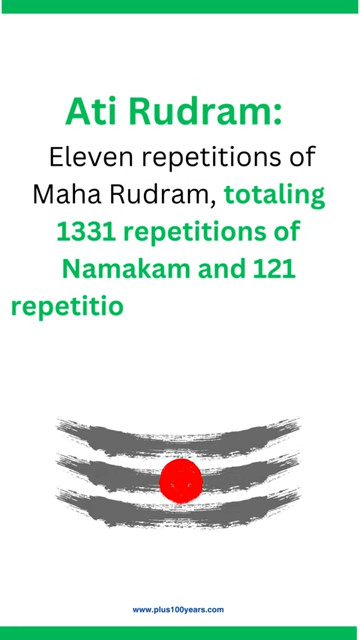 Ati Rudram:
Eleven repetitions of
Maha Rudram, totaling
1331 repetitions of
Namakam and 121
repetitio
www.plus100years.com